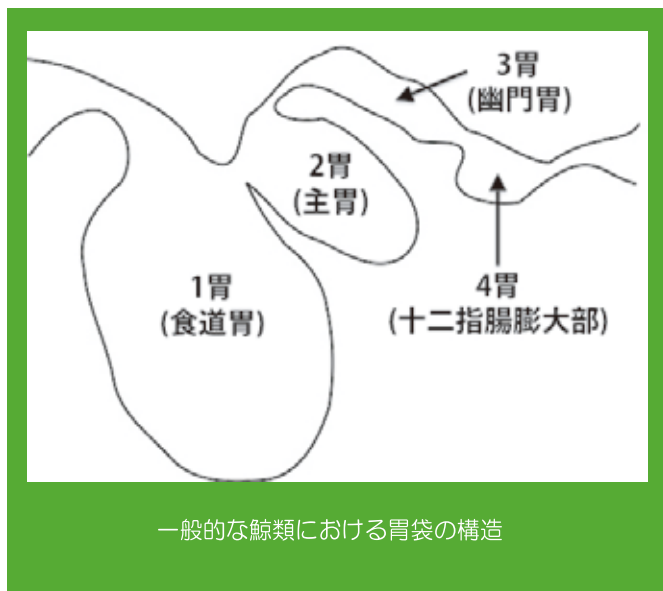 3胃
(幽門胃)
2胃
(主胃)
1胃
(食道胃)
4胃
(十二指腸膨大部)
一般的な鯨類における胃袋の構造